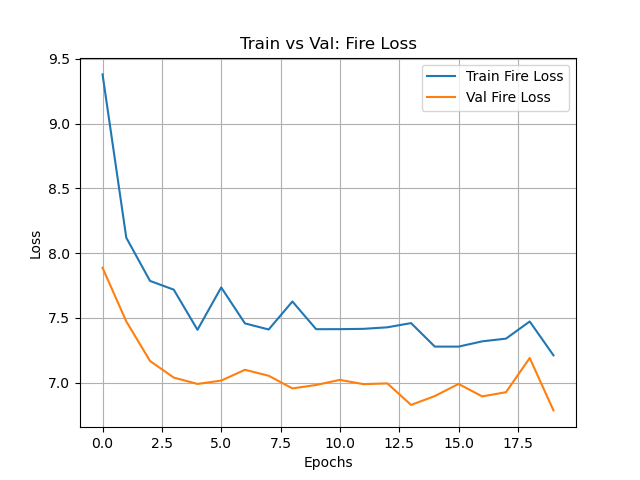 Train vs Val: Fire Loss
Train Fire Loss
Val Fire Loss
9.5
9.0
8.5
8.0
7.5
7.0
Loss
0.0 2.5 5.0 7.5 10.0 12.5 15.0 17.5
Epochs